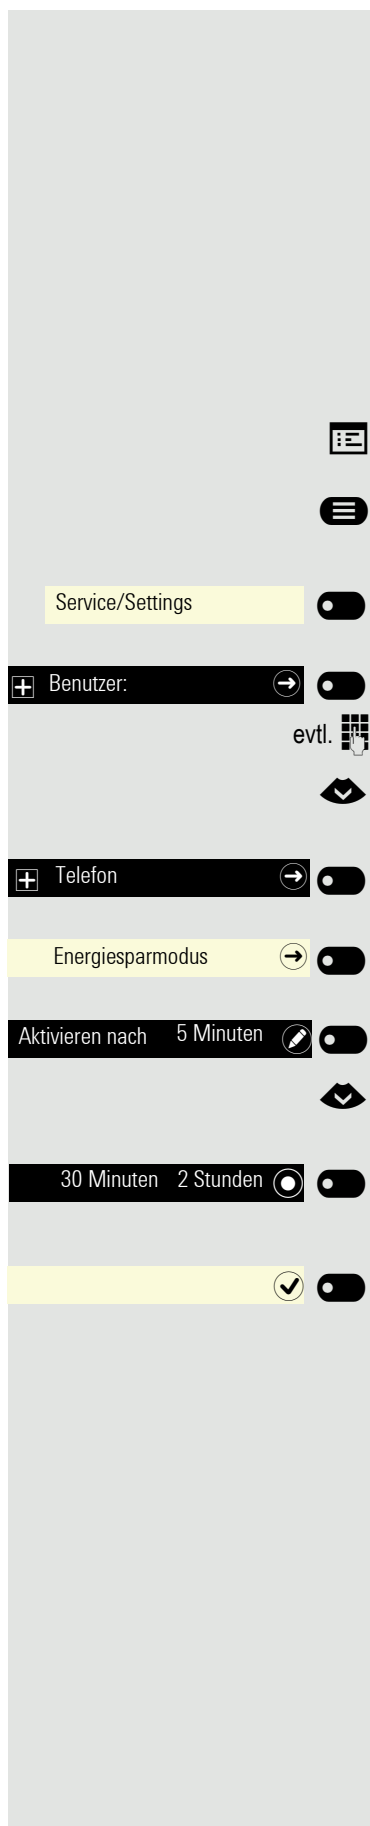 Service/Settings
Benutzer:
evtl.
Telefon
Energiesparmodus
Aktivieren nach 5 Minuten
30 Minuten 2 Stunden